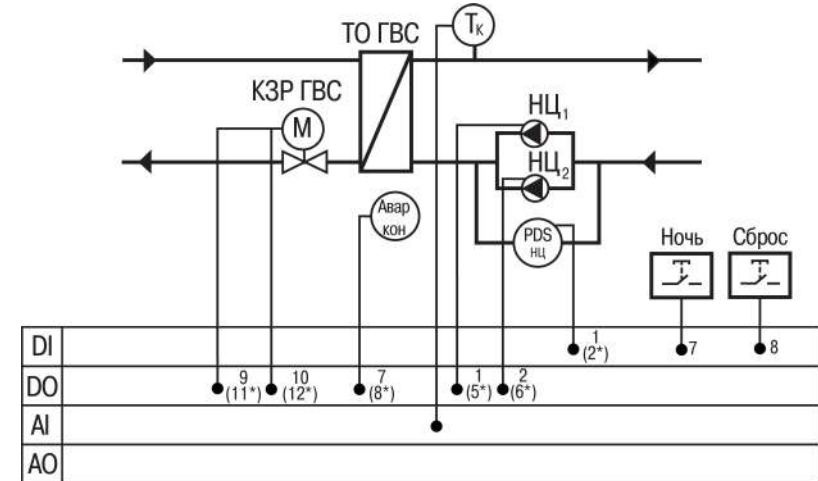 ТО ГВС
Тк
КЗР ГВС
М
НЦ1
НЦ2
Авар
кон
PDS
НЦ
Ночь
Сброс
DI
1
(2*)
7
8
DO
9
(11*)
10
(12*)
7
(8*)
1
(5*)
2
(6*)
AI
AO